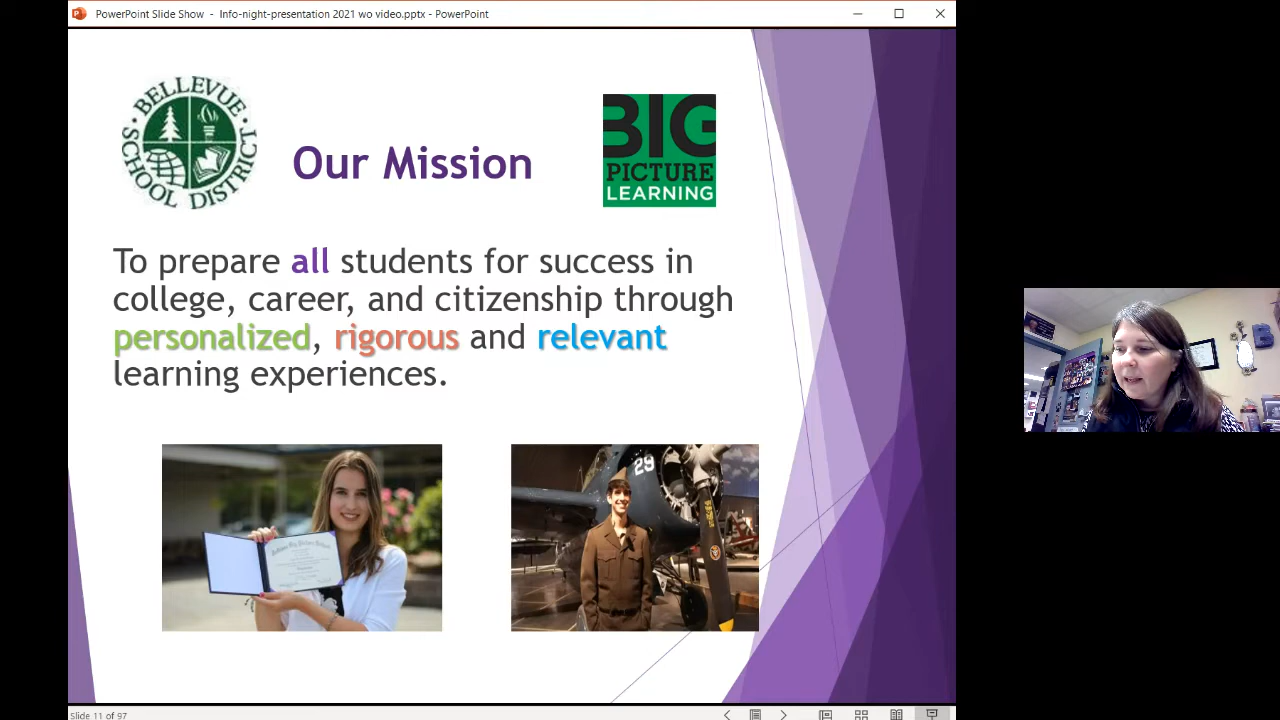 PowerPoint Slide Show - Info-night-presentation 2021 wo video.pptx - PowerPoint
BELLEVUE
SCHOOL DISTRICT
Our Mission
BIG
PICTURE
LEARNING
To prepare all students for success in
college, career, and citizenship through
personalized, rigorous and relevant
learning experiences.
29
B
Slide 11 of 97